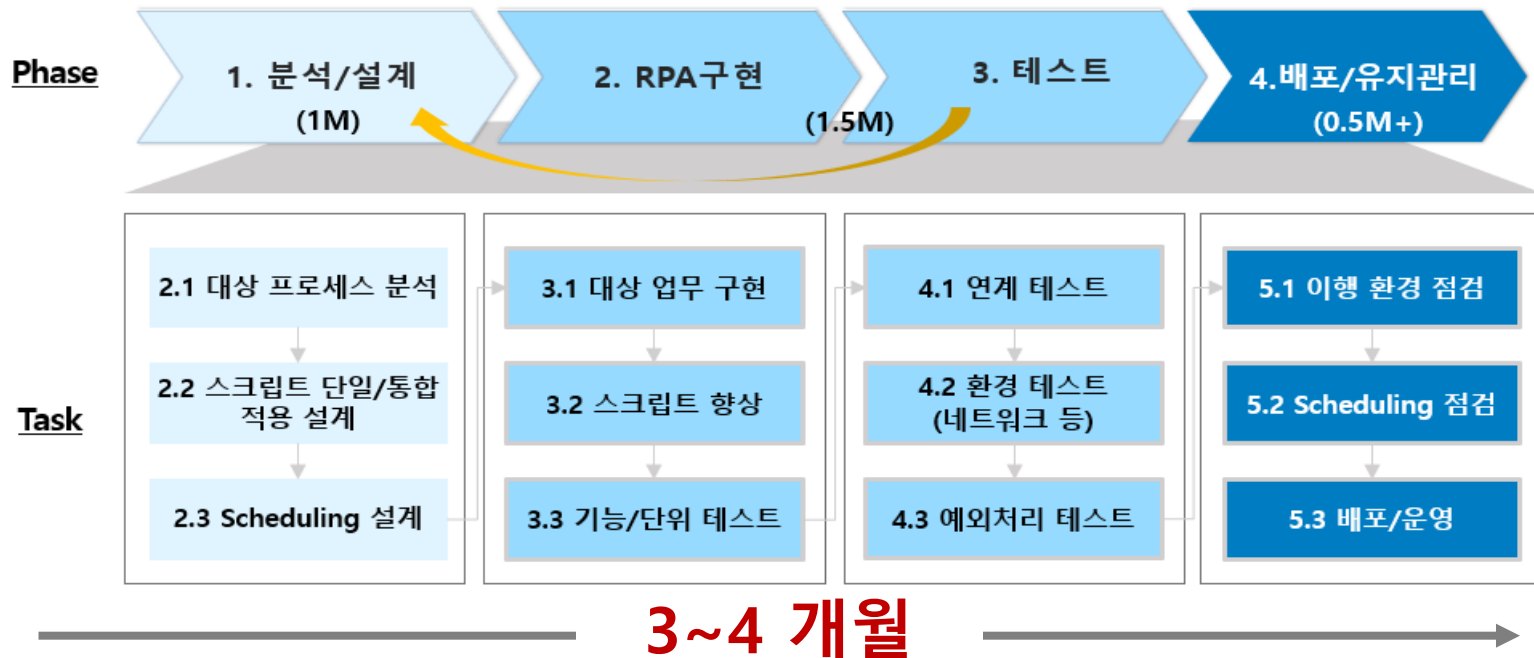 Phase
1. 분석/설계
(1M)
2. RPA구현
(1.5M)
3. 테스트
4.배포/유지관리
(0.5M+)
Task
2.1 대상 프로세스 분석
2.2 스크립트 단일/통합
적용 설계
2.3 Scheduling 설계
3.1 대상 업무 구현
3.2 스크립트 향상
3.3 기능/단위 테스트
4.1 연계 테스트
4.2 환경 테스트
(네트워크 등)
4.3 예외처리 테스트
5.1 이행 환경 점검
5.2 Scheduling 점검
5.3 배포/운영
3~4 개월